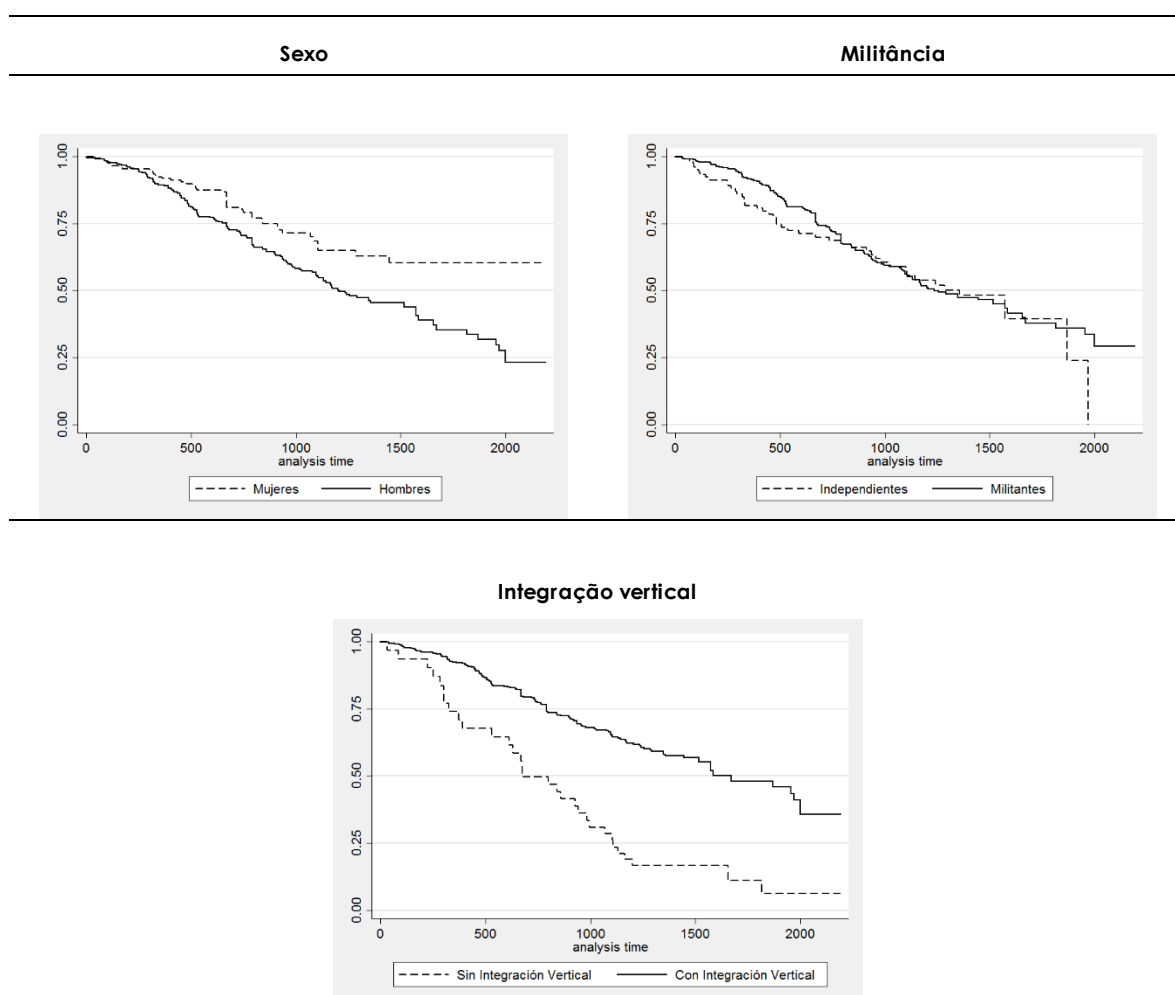 Sexo
Militância
1.00
0.75
0.50
0.25
0.00
0 500 1000 1500 2000
analysis time
Mujeres Hombres
1.00
0.75
0.50
0.25
0.00
0 500 1000 1500 2000
analysis time
Independientes Militantes
Integração vertical
1.00
0.75
0.50
0.25
0.00
0 500 1000 1500 2000
analysis time
Sin Integración Vertical Con Integración Vertical